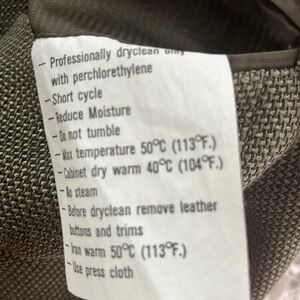 - Professionally dryclean only
with perchlorethylene
- Short cycle
- Reduce Moisture
- Do not tumble
- Max temperature 50°C (113°F.)
- Cabinet dry warm 40°C (104°F.)
- No steam
- Before dryclean remove leather
buttons and trims
- Iron warm 50°C (113°F.)
- Use press cloth